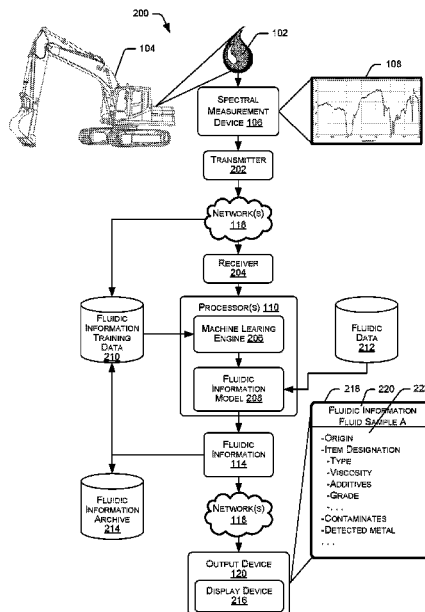 200
104
102
108
SPECTRAL
MEASUREMENT
DEVICE 106
TRANSMITTER
202
NETWORK(S)
118
RECEIVER
204
PROCESSOR(S) 110
MACHINE LEARING
ENGINE 206
FLUIDIC
INFORMATION
TRAINING
DATA
210
FLUIDIC
DATA
212
FLUIDIC
INFORMATION
MODEL 208
218
220
222
FLUIDIC INFORMATION
FLUID SAMPLE A
-ORIGIN
-ITEM DESIGNATION
-TYPE
-VISCOSITY
-ADDITIVES
-GRADE
-. . .
-CONTAMINATES
-DETECTED METAL
. . .
FLUIDIC
INFORMATION
114
FLUIDIC
INFORMATION
ARCHIVE
214
NETWORK(S)
118
OUTPUT DEVICE
120
DISPLAY DEVICE
216